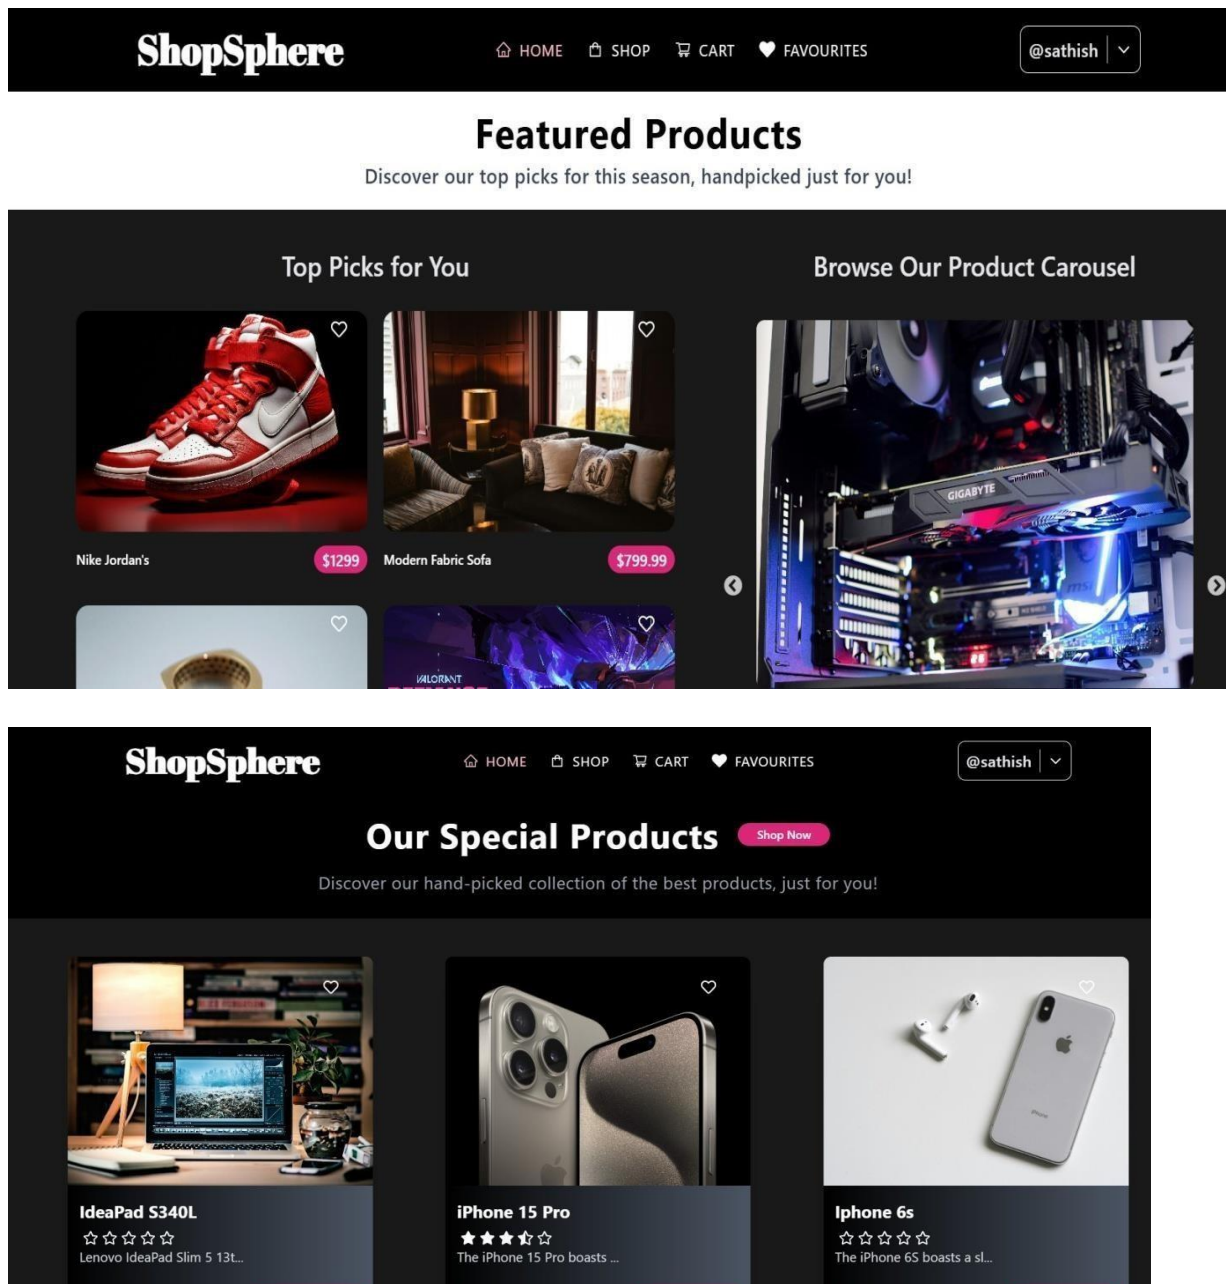 ShopSphere HOME SHOP CART FAVOURITES @sathish
Featured Products
Discover our top picks for this season, handpicked just for you!
Top Picks for You
Browse Our Product Carousel
GIGABYTE
msi
Nike Jordan's $1299 Modern Fabric Sofa $799.99
VALORANT
ShopSphere HOME SHOP CART FAVOURITES @sathish
Our Special Products Shop Now
Discover our hand-picked collection of the best products, just for you!
iPhone
IdeaPad S340L
Lenovo IdeaPad Slim 5 13t...
iPhone 15 Pro
The iPhone 15 Pro boasts ...
Iphone 6s
The iPhone 6S boasts a sl...